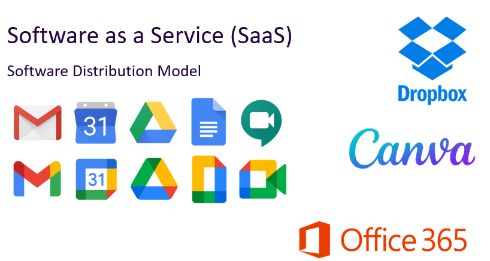 Software as a Service (SaaS)
Software Distribution Model
31
31
Dropbox
Canva
Office 365